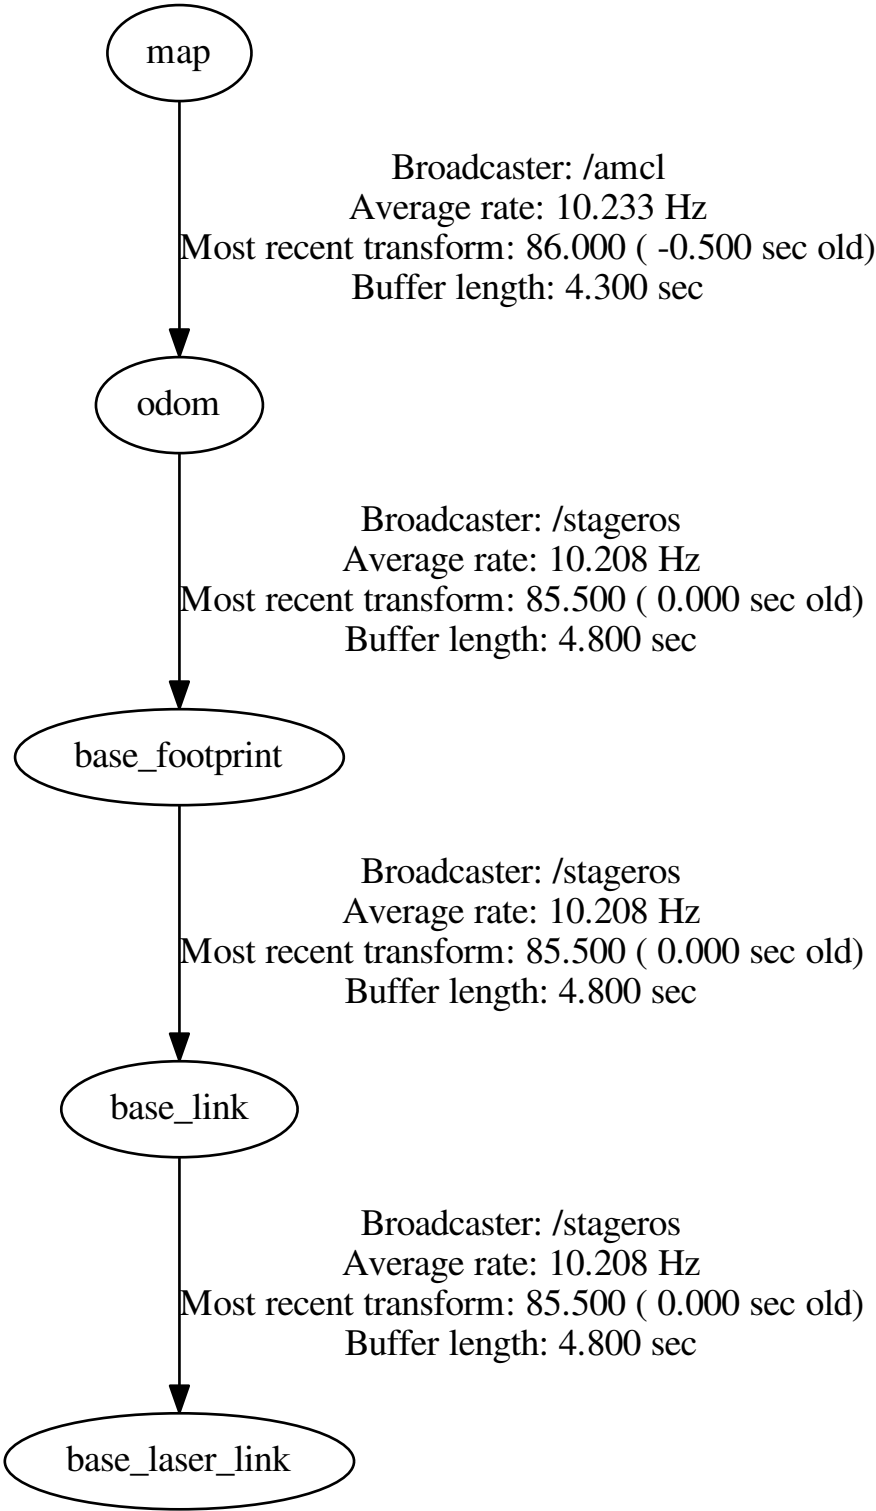 map
Broadcaster: /amcl
Average rate: 10.233 Hz
Most recent transform: 86.000 ( -0.500 sec old)
Buffer length: 4.300 sec
odom
Broadcaster: /stageros
Average rate: 10.208 Hz
Most recent transform: 85.500 ( 0.000 sec old)
Buffer length: 4.800 sec
base_footprint
Broadcaster: /stageros
Average rate: 10.208 Hz
Most recent transform: 85.500 ( 0.000 sec old)
Buffer length: 4.800 sec
base_link
Broadcaster: /stageros
Average rate: 10.208 Hz
Most recent transform: 85.500 ( 0.000 sec old)
Buffer length: 4.800 sec
base_laser_link